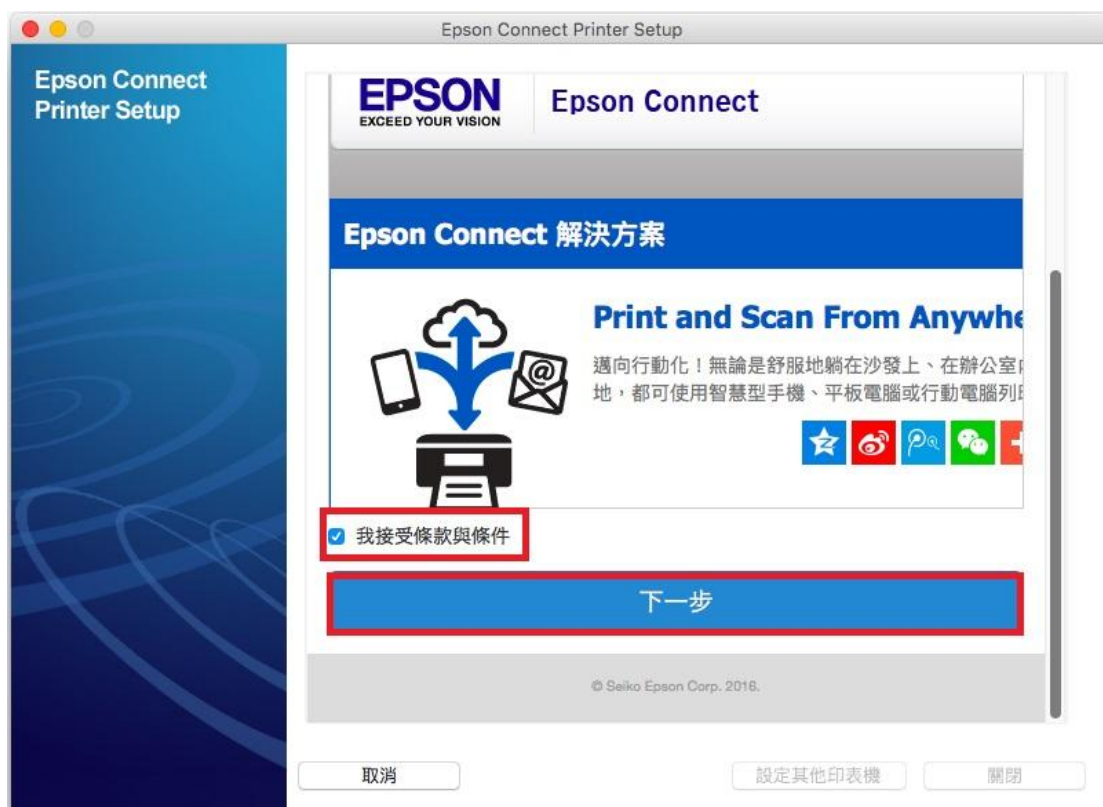 Epson Connect Printer Setup
Epson Connect
Printer Setup
EPSON
EXCEED YOUR VISION
Epson Connect
Epson Connect 解決方案
Print and Scan From Anywhe
邁向行動化！無論是舒服地躺在沙發上、在辦公室
地，都可使用智慧型手機、平板電腦或行動電腦列
我接受條款與條件
下一步
© Seiko Epson Corp. 2016.
取消
設定其他印表機
關閉